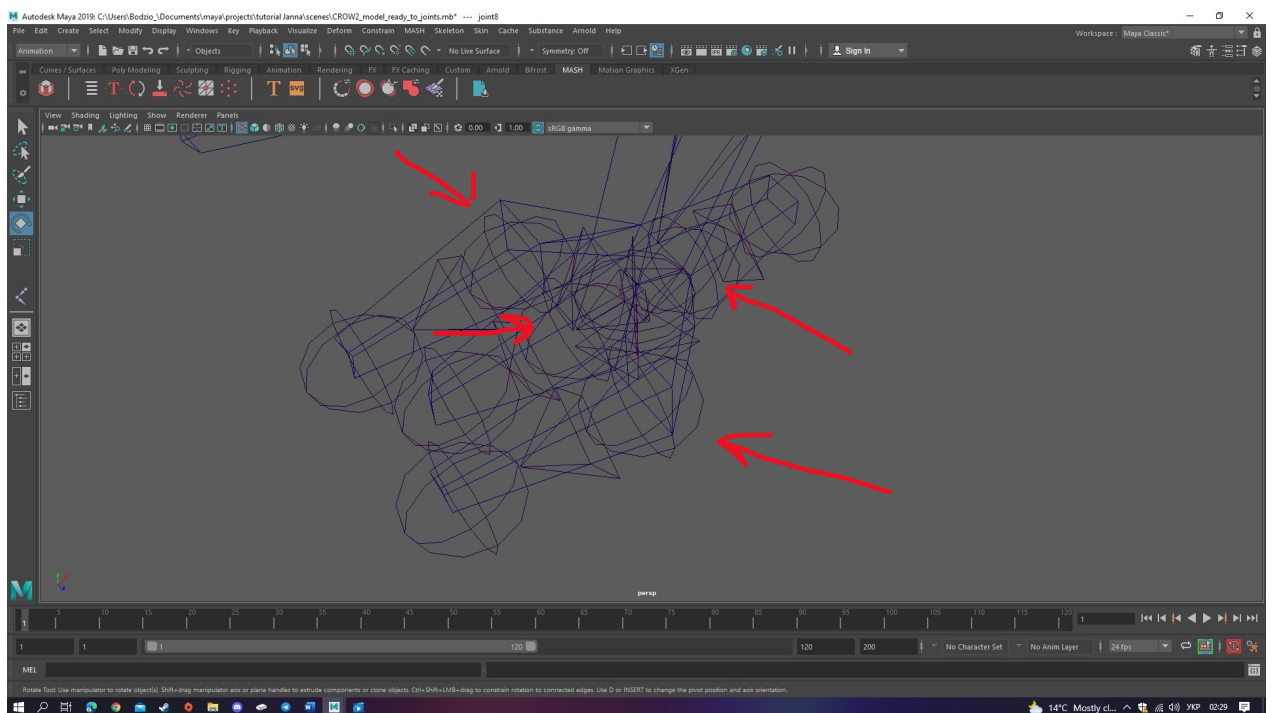 Autodesk Maya 2019: C:\Users\Bodzio_\Documents\maya\projects\tutorial Janna\scenes\CROW2_model_ready_to_joints.mb* --- joint8
File Edit Create Select Modify Display Windows Key Playback Visualize Deform Constrain MASH Skeleton Skin Cache Substance Arnold Help
Workspace : Maya Classic*
Animation Objects No Live Surface Symmetry: Off Sign In
Curves / Surfaces Poly Modeling Sculpting Rigging Animation Rendering FX FX Caching Custom Arnold Bifrost MASH Motion Graphics XGen
T SVG
View Shading Lighting Show Renderer Panels
0.00 1.00 sRGB gamma
persp
5 10 15 20 25 30 35 40 45 50 55 60 65 70 75 80 85 90 95 100 105 110 115 120
1 1
1 1 1 120 120 200 No Character Set No Anim Layer 24 fps
MEL
Rotate Tool: Use manipulator to rotate object(s). Shift+drag manipulator axis or plane handles to extrude components or clone objects. Ctrl+Shift+LMB+drag to constrain rotation to connected edges. Use D or INSERT to change the pivot position and axis orientation.
14°C Mostly cl... УКР 02:29